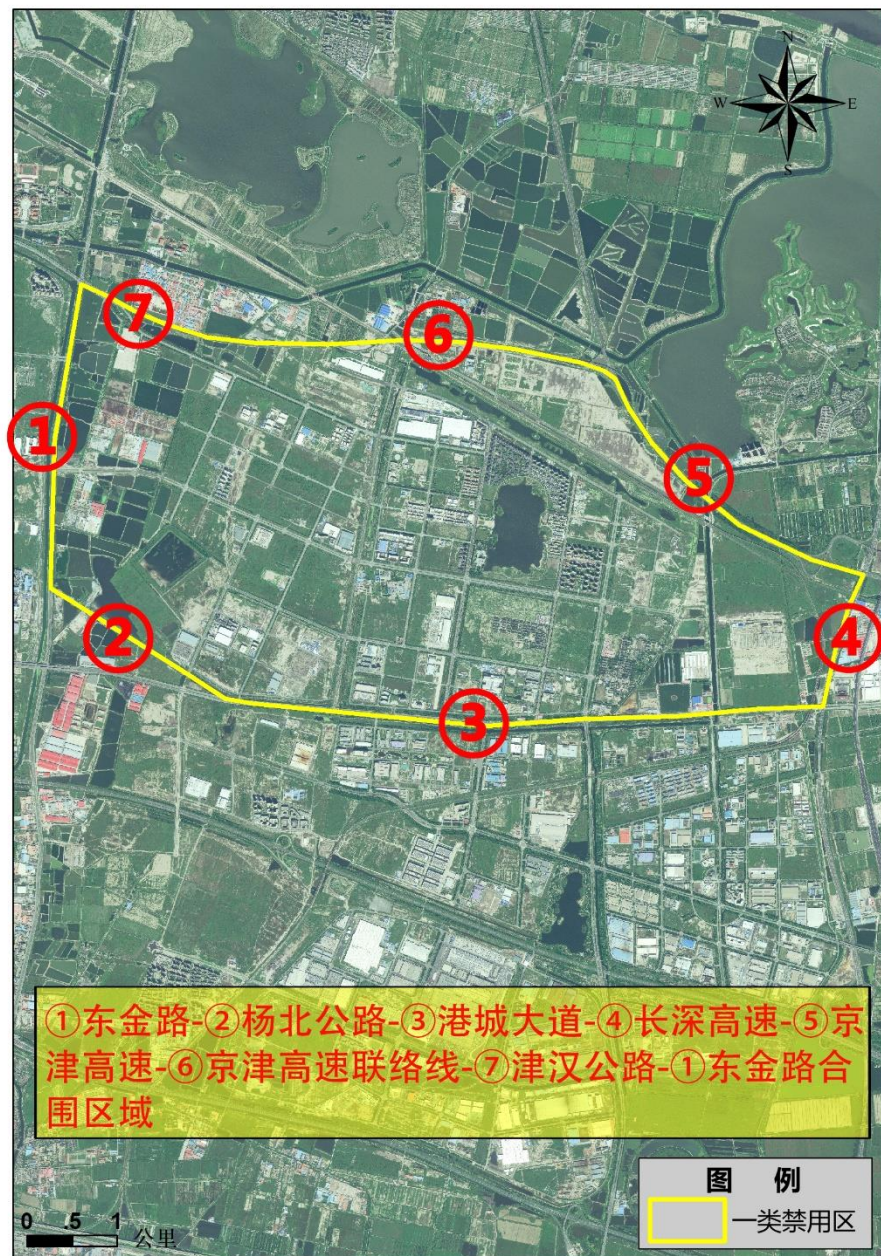 N
W
E
S
⑦
⑥
①
⑤
②
④
③
①东金路-②杨北公路-③港城大道-④长深高速-⑤京
津高速-⑥京津高速联络线-⑦津汉公路-①东金路合
围区域
图 例
一类禁用区
0 .5 1
公里